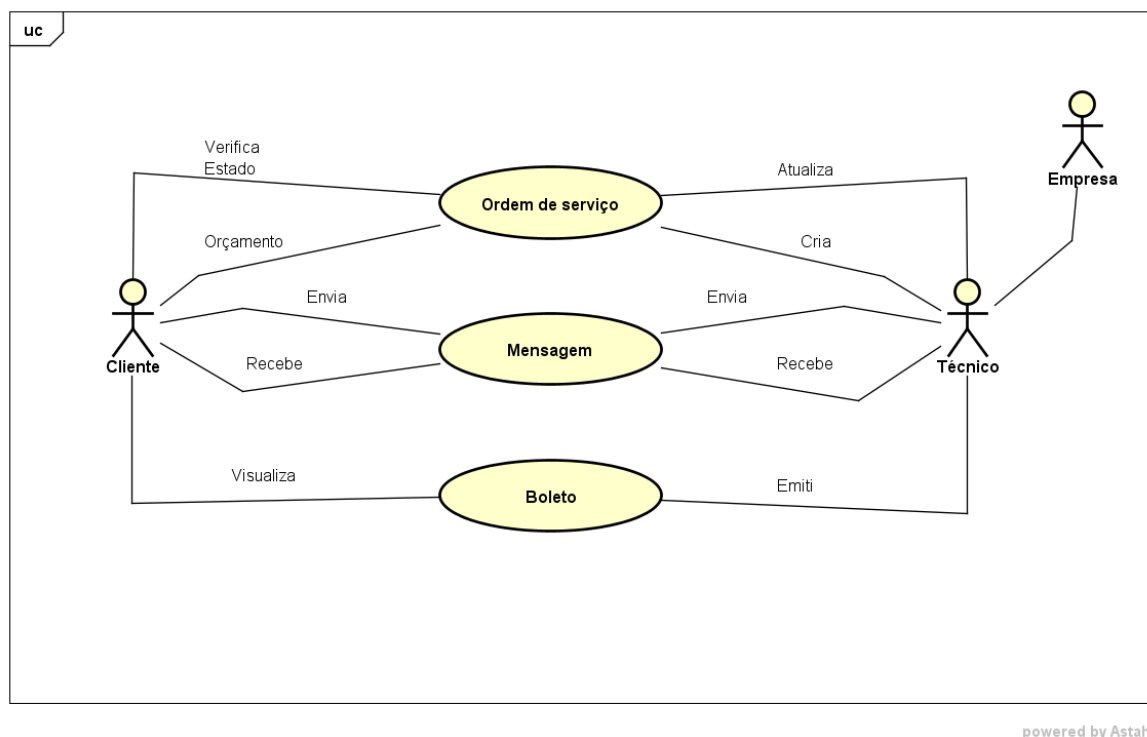 uc
Verifica
Estado
Atualiza
Empresa
Ordem de serviço
Orçamento
Cria
Envia
Envia
Cliente
Mensagem
Técnico
Recebe
Recebe
Visualiza
Emiti
Boleto
powered by Astah